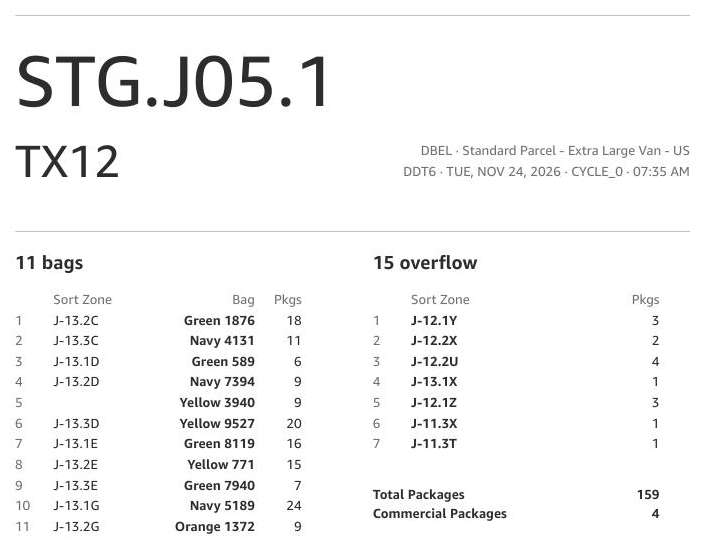 STG.J05.1
TX12
DBEL · Standard Parcel - Extra Large Van - US
DDT6 · TUE, NOV 24, 2026 · CYCLE_0 · 07:35 AM
11 bags
Sort Zone Bag Pkgs
1 J-13.2C Green 1876 18
2 J-13.3C Navy 4131 11
3 J-13.1D Green 589 6
4 J-13.2D Navy 7394 9
5 Yellow 3940 9
6 J-13.3D Yellow 9527 20
7 J-13.1E Green 8119 16
8 J-13.2E Yellow 771 15
9 J-13.3E Green 7940 7
10 J-13.1G Navy 5189 24
11 J-13.2G Orange 1372 9
15 overflow
Sort Zone Pkgs
1 J-12.1Y 3
2 J-12.2X 2
3 J-12.2U 4
4 J-13.1X 1
5 J-12.1Z 3
6 J-11.3X 1
7 J-11.3T 1
Total Packages 159
Commercial Packages 4